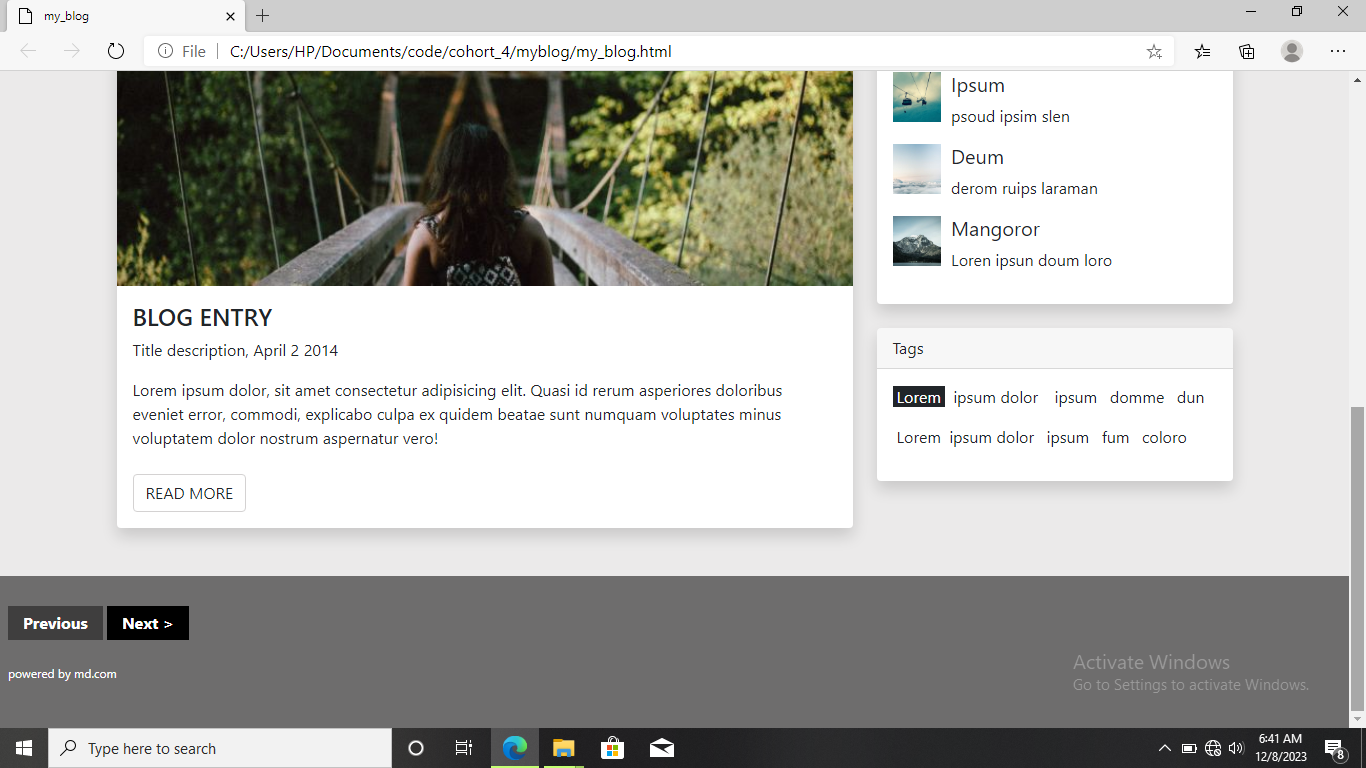 my_blog
File
C:/Users/HP/Documents/code/cohort_4/myblog/my_blog.html
BLOG ENTRY
Title description, April 2 2014
Lorem ipsum dolor, sit amet consectetur adipisicing elit. Quasi id rerum asperiores doloribus
eveniet error, commodi, explicabo culpa ex quidem beatae sunt numquam voluptates minus
voluptatem dolor nostrum aspernatur vero!
READ MORE
Ipsum
psoud ipsim slen
Deum
derom ruips laraman
Mangoror
Loren ipsun doum loro
Tags
Lorem ipsum dolor ipsum domme dun
Lorem ipsum dolor ipsum fum coloro
Previous Next >
powered by md.com
Activate Windows
Go to Settings to activate Windows.
Type here to search
6:41 AM
12/8/2023
8